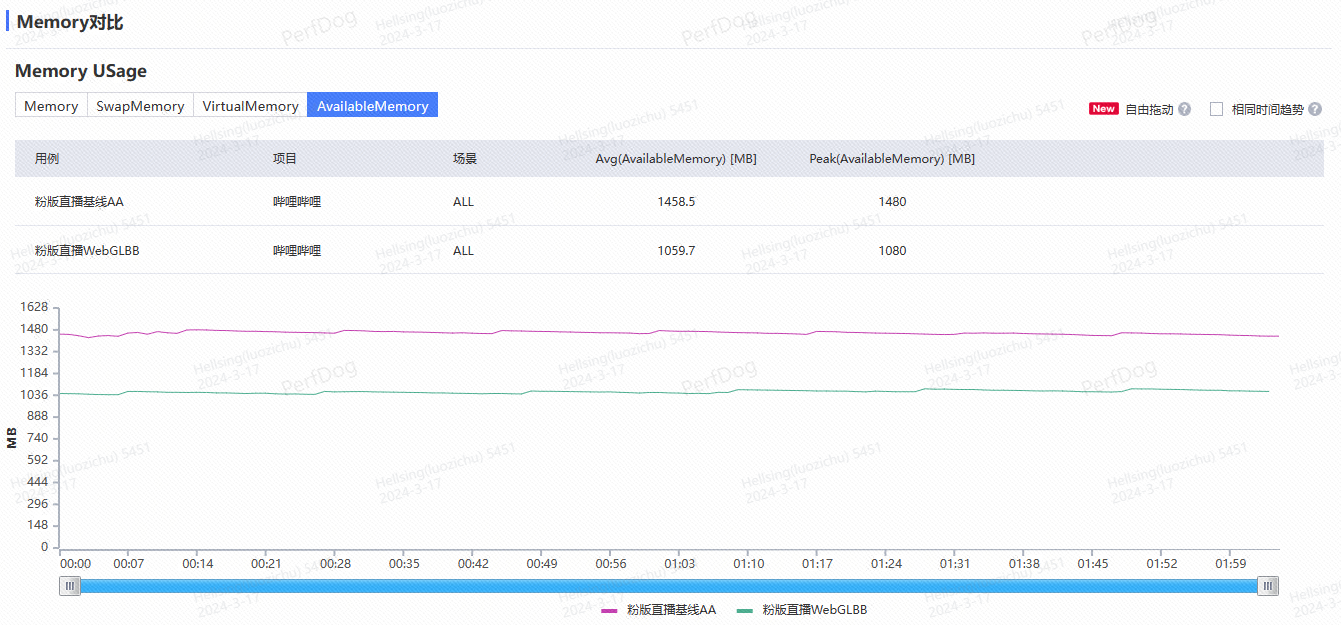 Memory对比
Memory USage
Memory SwapMemory VirtualMemory AvailableMemory
New 自由拖动 ? 相同时间趋势 ?
用例 项目 场景 Avg(AvailableMemory) [MB] Peak(AvailableMemory) [MB]
粉版直播基线AA 哔哩哔哩 ALL 1458.5 1480
粉版直播WebGLBB 哔哩哔哩 ALL 1059.7 1080
1628
1480
1332
1184
1036
888
740
592
444
296
148
0
MB
00:00 00:07 00:14 00:21 00:28 00:35 00:42 00:49 00:56 01:03 01:10 01:17 01:24 01:31 01:38 01:45 01:52 01:59
粉版直播基线AA 粉版直播WebGLBB
PerfDog
Hellsing(luozichu) 5451
2024-3-17